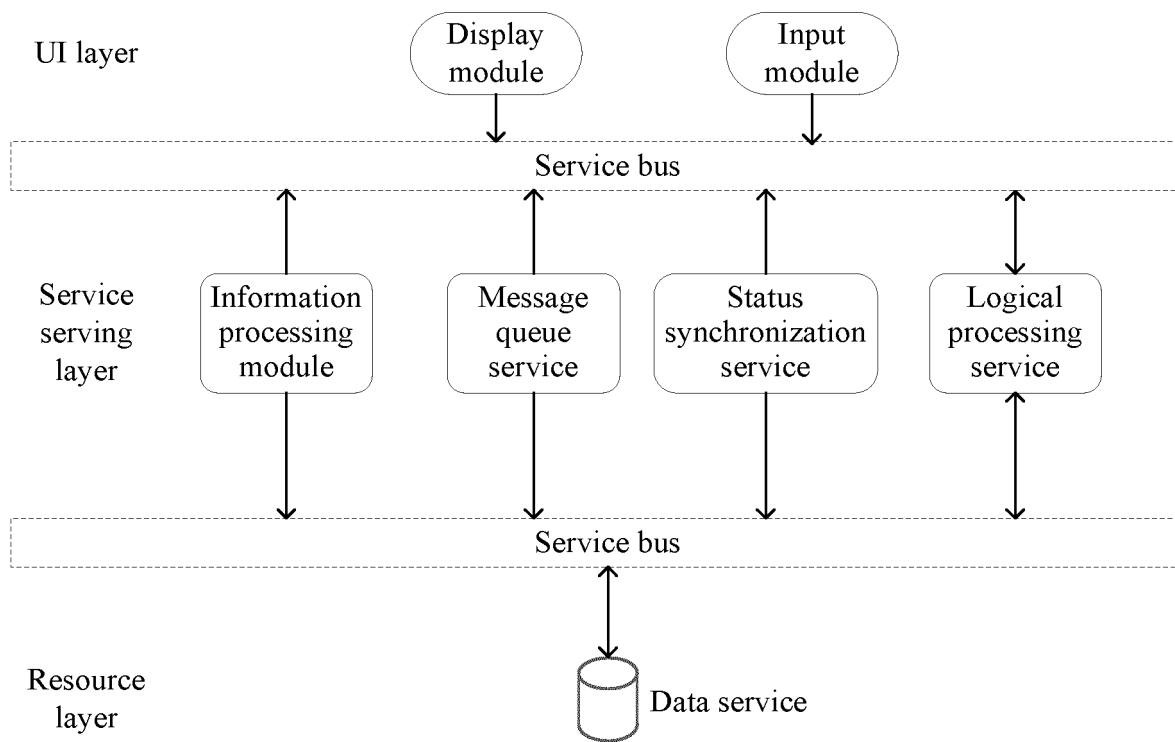 UI layer
Display
module
Input
module
Service bus
Service
serving
layer
Information
processing
module
Message
queue
service
Status
synchronization
service
Logical
processing
service
Service bus
Resource
layer
Data service